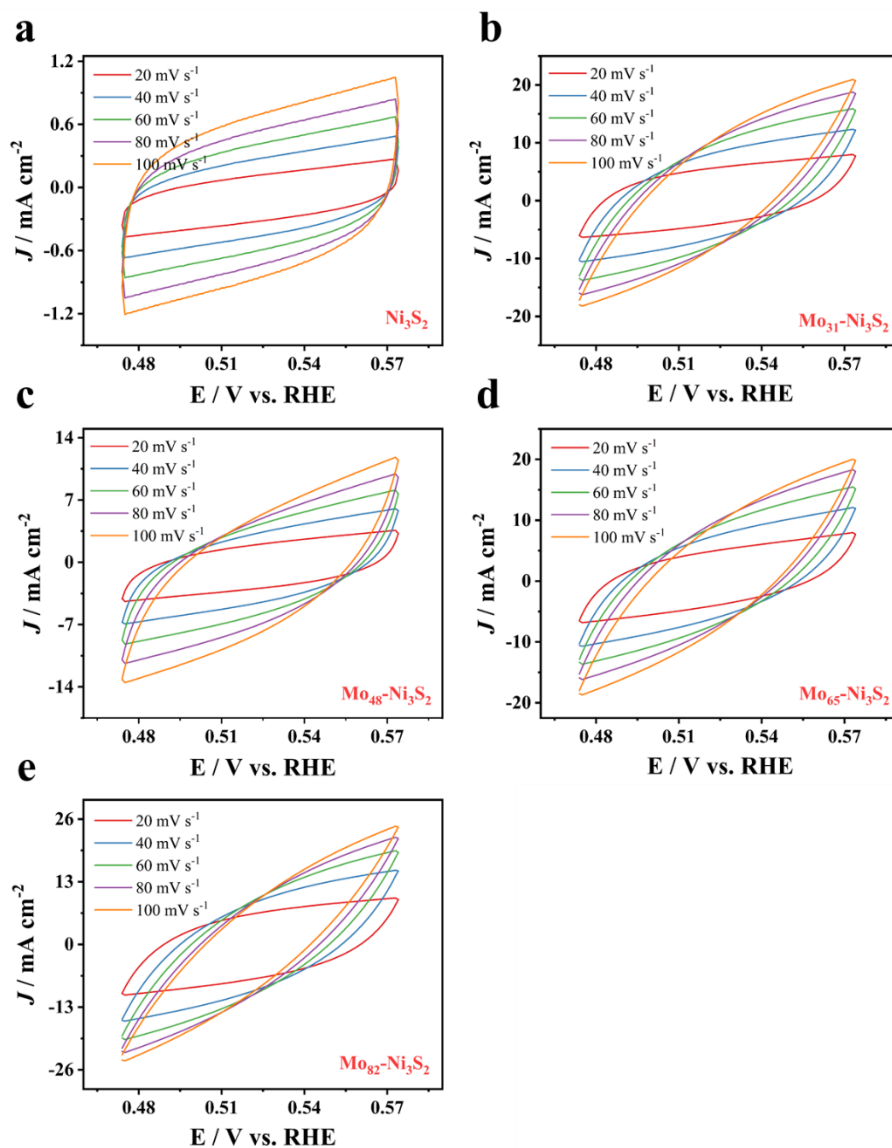 a
1.2
0.6
0.0
-0.6
-1.2
J / mA cm⁻²
20 mV s⁻¹
40 mV s⁻¹
60 mV s⁻¹
80 mV s⁻¹
100 mV s⁻¹
Ni₃S₂
0.48 0.51 0.54 0.57
E / V vs. RHE
b
20
10
0
-10
-20
J / mA cm⁻²
20 mV s⁻¹
40 mV s⁻¹
60 mV s⁻¹
80 mV s⁻¹
100 mV s⁻¹
Mo₃₁-Ni₃S₂
0.48 0.51 0.54 0.57
E / V vs. RHE
c
14
7
0
-7
-14
J / mA cm⁻²
20 mV s⁻¹
40 mV s⁻¹
60 mV s⁻¹
80 mV s⁻¹
100 mV s⁻¹
Mo₄₈-Ni₃S₂
0.48 0.51 0.54 0.57
E / V vs. RHE
d
20
10
0
-10
-20
J / mA cm⁻²
20 mV s⁻¹
40 mV s⁻¹
60 mV s⁻¹
80 mV s⁻¹
100 mV s⁻¹
Mo₆₅-Ni₃S₂
0.48 0.51 0.54 0.57
E / V vs. RHE
e
26
13
0
-13
-26
J / mA cm⁻²
20 mV s⁻¹
40 mV s⁻¹
60 mV s⁻¹
80 mV s⁻¹
100 mV s⁻¹
Mo₈₂-Ni₃S₂
0.48 0.51 0.54 0.57
E / V vs. RHE